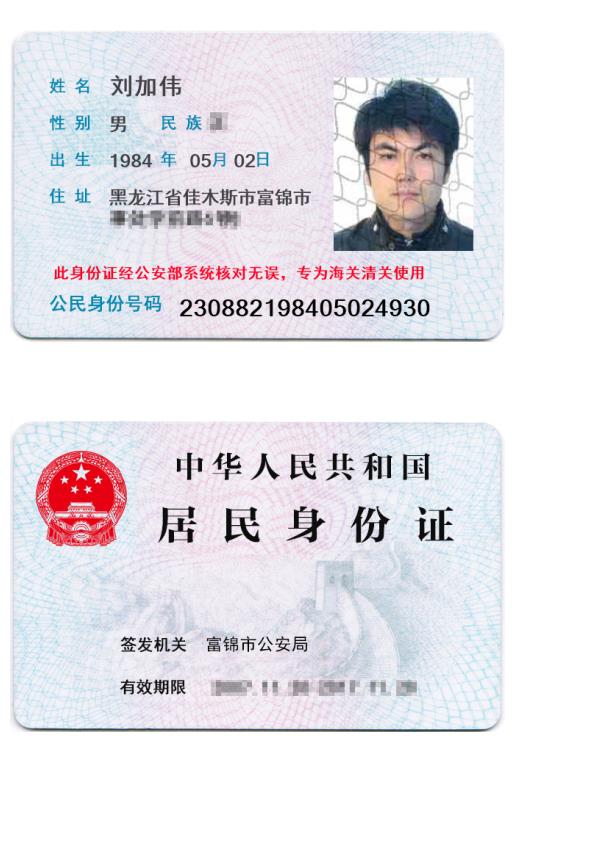 姓名 刘加伟
性别 男 民族
出生 1984 年 05月 02日
住址 黑龙江省佳木斯市富锦市
此身份证经公安部系统核对无误，专为海关清关使用
公民身份号码 230882198405024930
中华人民共和国
居民身份证
签发机关 富锦市公安局
有效期限